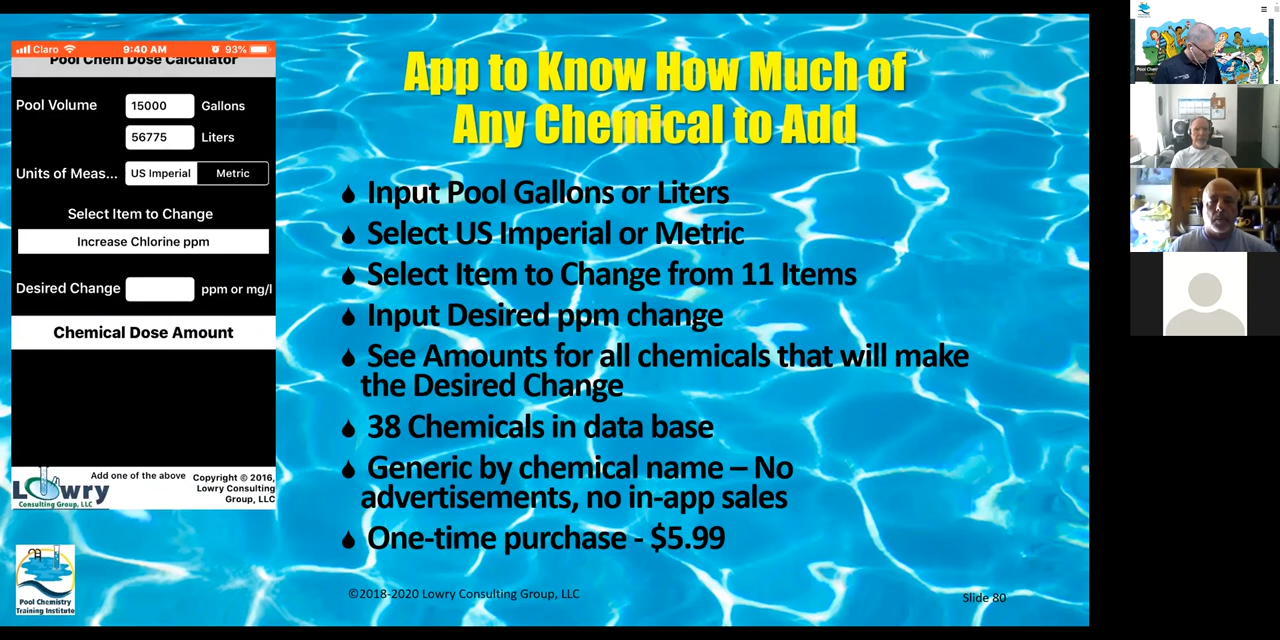 Claro 9:40 AM 93%
Pool Chem Dose Calculator
Pool Volume 15000 Gallons
56775 Liters
Units of Meas... US Imperial Metric
Select Item to Change
Increase Chlorine ppm
Desired Change ppm or mg/l
Chemical Dose Amount
Add one of the above
Copyright © 2016,
Lowry Consulting
Group, LLC
Lowry
Consulting Group, LLC
Pool Chemistry
Training Institute
App to Know How Much of
Any Chemical to Add
Input Pool Gallons or Liters
Select US Imperial or Metric
Select Item to Change from 11 Items
Input Desired ppm change
See Amounts for all chemicals that will make
the Desired Change
38 Chemicals in data base
Generic by chemical name – No
advertisements, no in-app sales
One-time purchase - $5.99
©2018-2020 Lowry Consulting Group, LLC
Slide 80